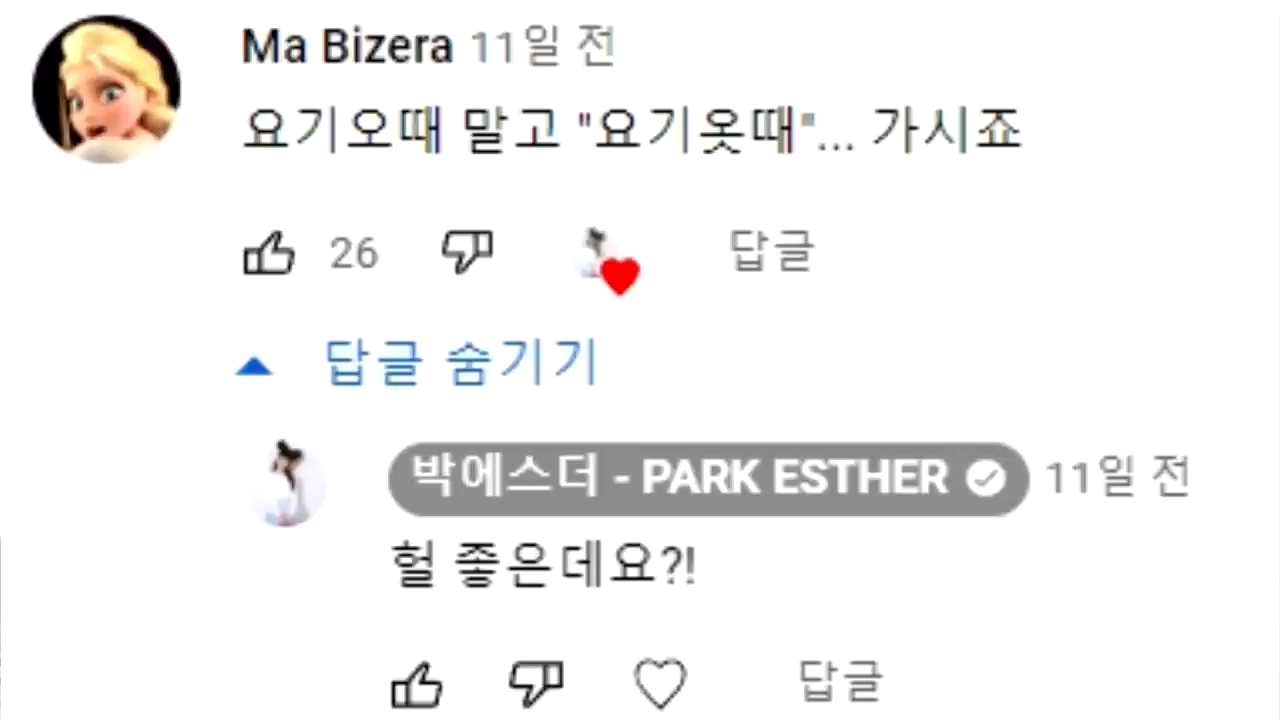 Ma Bizera 11일 전
요기오때 말고 "요기옷때"... 가시죠
26 답글
답글 숨기기
박에스더 - PARK ESTHER 11일 전
헐 좋은데요?!
답글